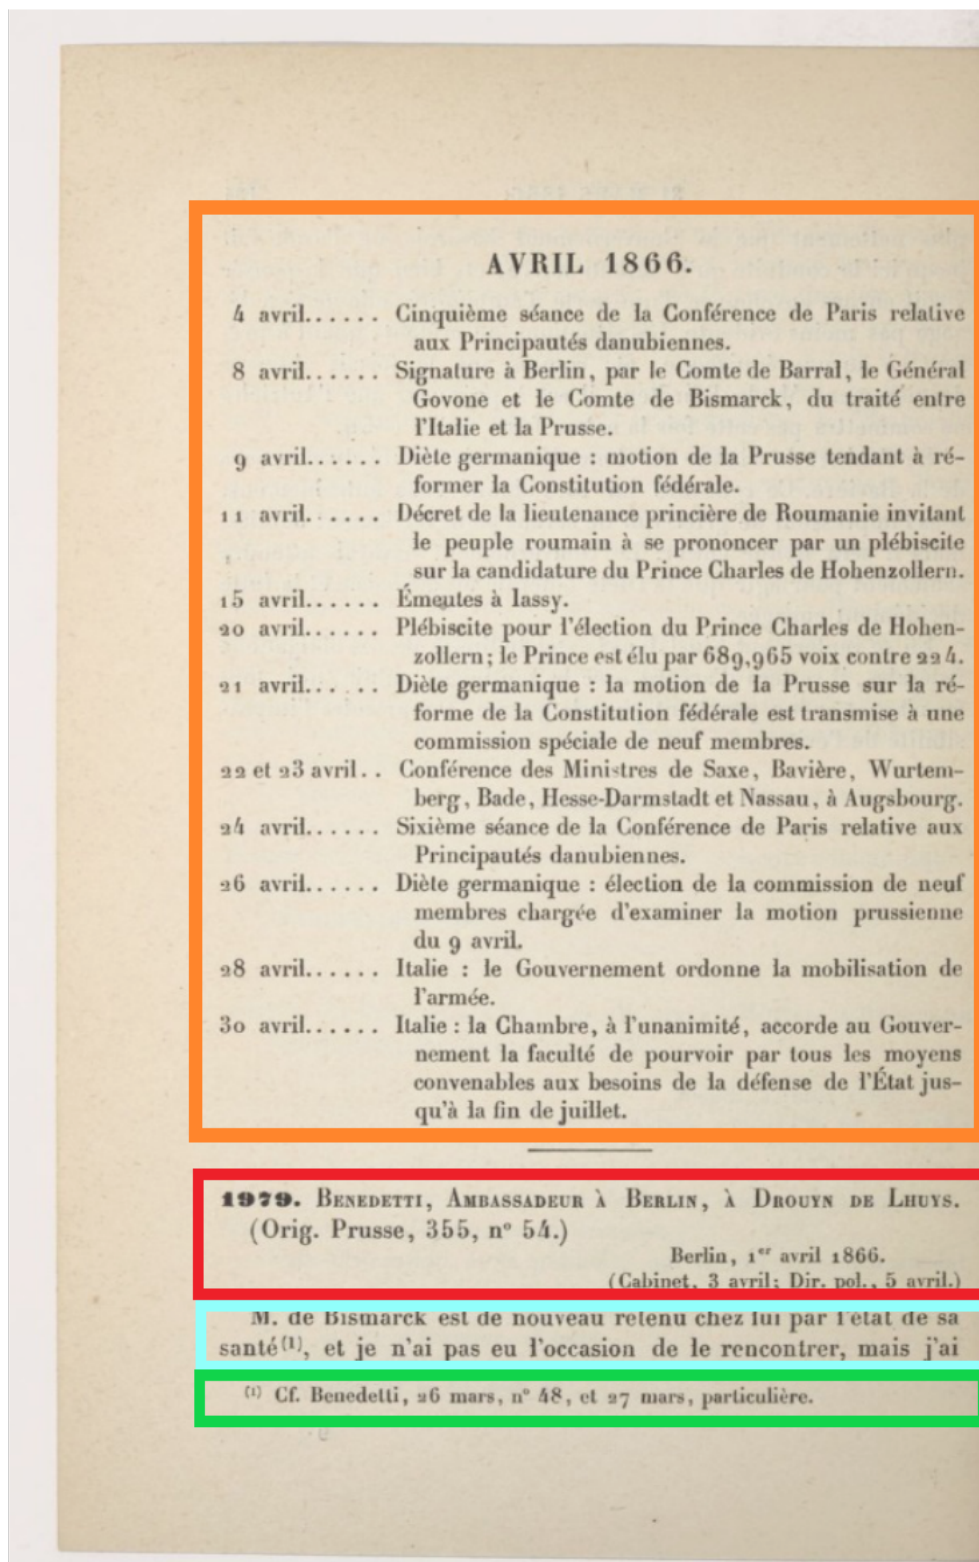 AVRIL 1866.
4 avril...... Cinquième séance de la Conférence de Paris relative
aux Principautés danubiennes.
8 avril...... Signature à Berlin, par le Comte de Barral, le Général
Govone et le Comte de Bismarck, du traité entre
l'Italie et la Prusse.
9 avril...... Diète germanique : motion de la Prusse tendant à ré-
former la Constitution fédérale.
11 avril...... Décret de la lieutenance princière de Roumanie invitant
le peuple roumain à se prononcer par un plébiscite
sur la candidature du Prince Charles de Hohenzollern.
15 avril...... Émeutes à Iassy.
20 avril...... Plébiscite pour l'élection du Prince Charles de Hohen-
zollern; le Prince est élu par 689,965 voix contre 224.
21 avril...... Diète germanique : la motion de la Prusse sur la ré-
forme de la Constitution fédérale est transmise à une
commission spéciale de neuf membres.
22 et 23 avril.. Conférence des Ministres de Saxe, Bavière, Wurtem-
berg, Bade, Hesse-Darmstadt et Nassau, à Augsbourg.
24 avril...... Sixième séance de la Conférence de Paris relative aux
Principautés danubiennes.
26 avril...... Diète germanique : élection de la commission de neuf
membres chargée d'examiner la motion prussienne
du 9 avril.
28 avril...... Italie : le Gouvernement ordonne la mobilisation de
l'armée.
30 avril...... Italie : la Chambre, à l'unanimité, accorde au Gouver-
nement la faculté de pourvoir par tous les moyens
convenables aux besoins de la défense de l'État jus-
qu'à la fin de juillet.
1979. Benedetti, Ambassadeur à Berlin, à Drouyn de Lhuys.
(Orig. Prusse, 355, n° 54.)
Berlin, 1er avril 1866.
(Cabinet, 3 avril; Dir. pol., 5 avril.)
M. de Bismarck est de nouveau retenu chez lui par l'état de sa
santé(1), et je n'ai pas eu l'occasion de le rencontrer, mais j'ai
(1) Cf. Benedetti, 26 mars, n° 48, et 27 mars, particulière.